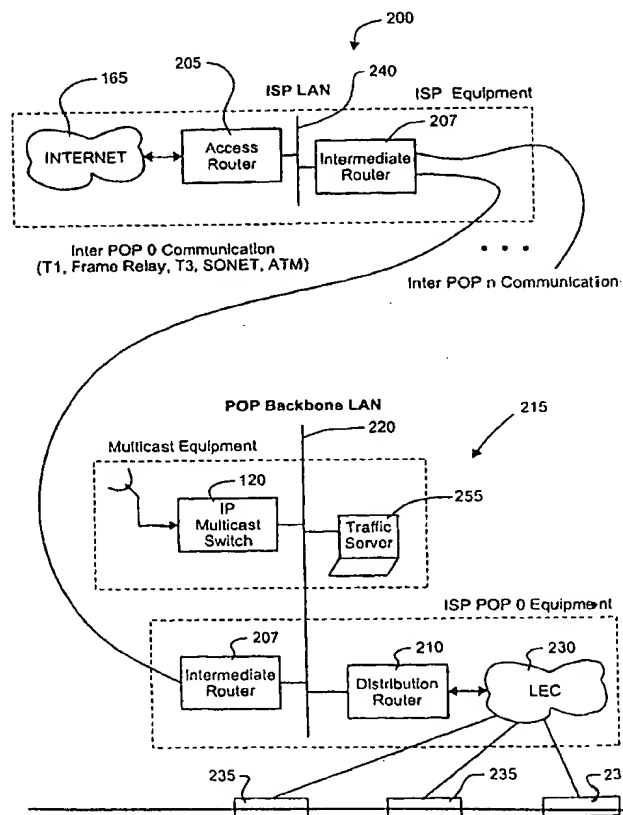 200
205
240
165
ISP LAN
ISP Equipment
207
INTERNET
Access
Router
Intermediate
Router
Inter POP 0 Communication
(T1, Frame Relay, T3, SONET, ATM)
• • •
Inter POP n Communication
POP Backbone LAN
215
220
Multicast Equipment
120
255
IP
Multicast
Switch
Traffic
Server
ISP POP 0 Equipment
207
210
230
Intermediate
Router
Distribution
Router
LEC
235
235
23